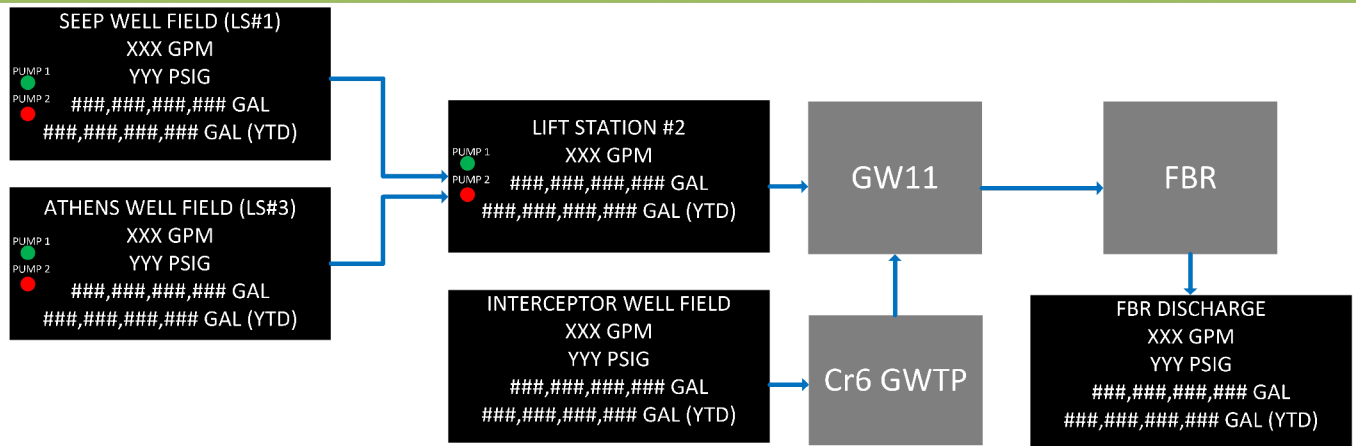 SEEP WELL FIELD (LS#1)
XXX GPM
YYY PSIG
###,###,###,### GAL
###,###,###,### GAL (YTD)
PUMP 1
PUMP 2
ATHENS WELL FIELD (LS#3)
XXX GPM
YYY PSIG
###,###,###,### GAL
###,###,###,### GAL (YTD)
PUMP 1
PUMP 2
LIFT STATION #2
XXX GPM
###,###,###,### GAL
###,###,###,### GAL (YTD)
PUMP 1
PUMP 2
INTERCEPTOR WELL FIELD
XXX GPM
YYY PSIG
###,###,###,### GAL
###,###,###,### GAL (YTD)
GW11
Cr6 GWTP
FBR
FBR DISCHARGE
XXX GPM
YYY PSIG
###,###,###,### GAL
###,###,###,### GAL (YTD)